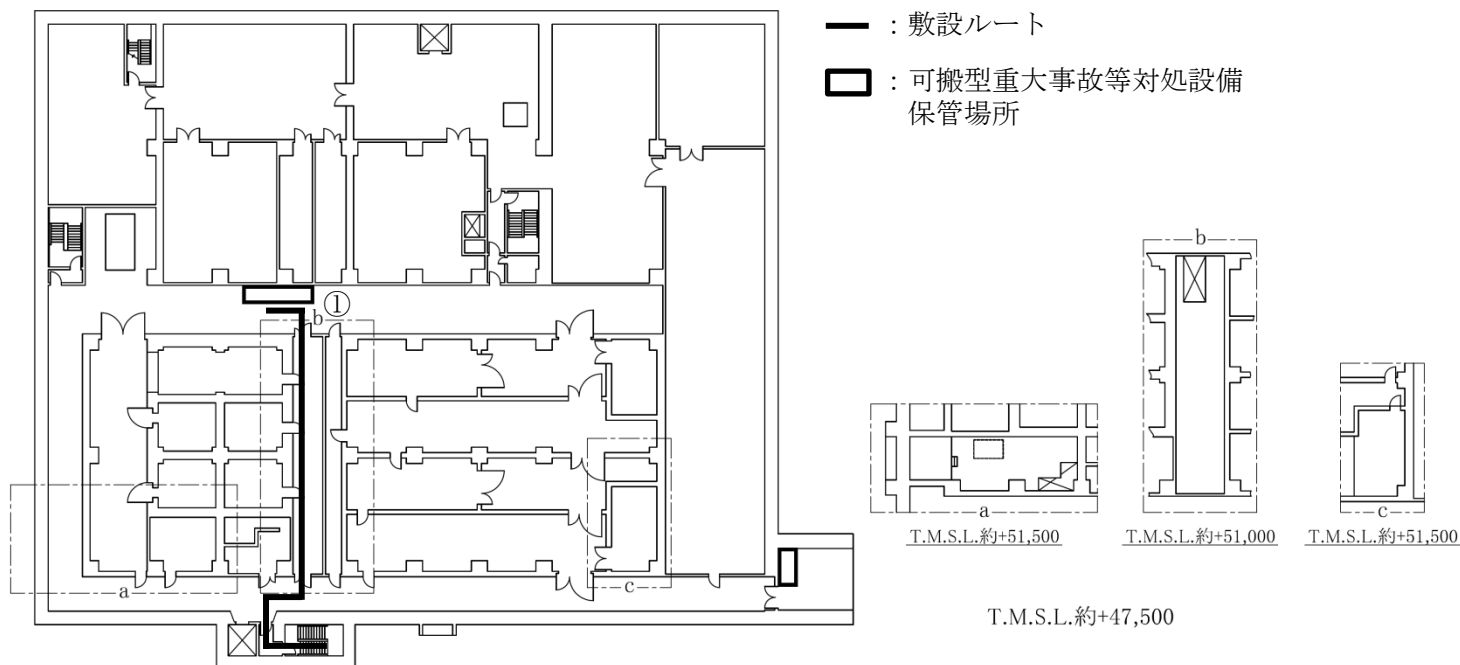 ：敷設ルート
：可搬型重大事故等対処設備
保管場所
①
b
a
c
b
a
c
T.M.S.L.約+51,500
T.M.S.L.約+51,000
T.M.S.L.約+51,500
T.M.S.L.約+47,500